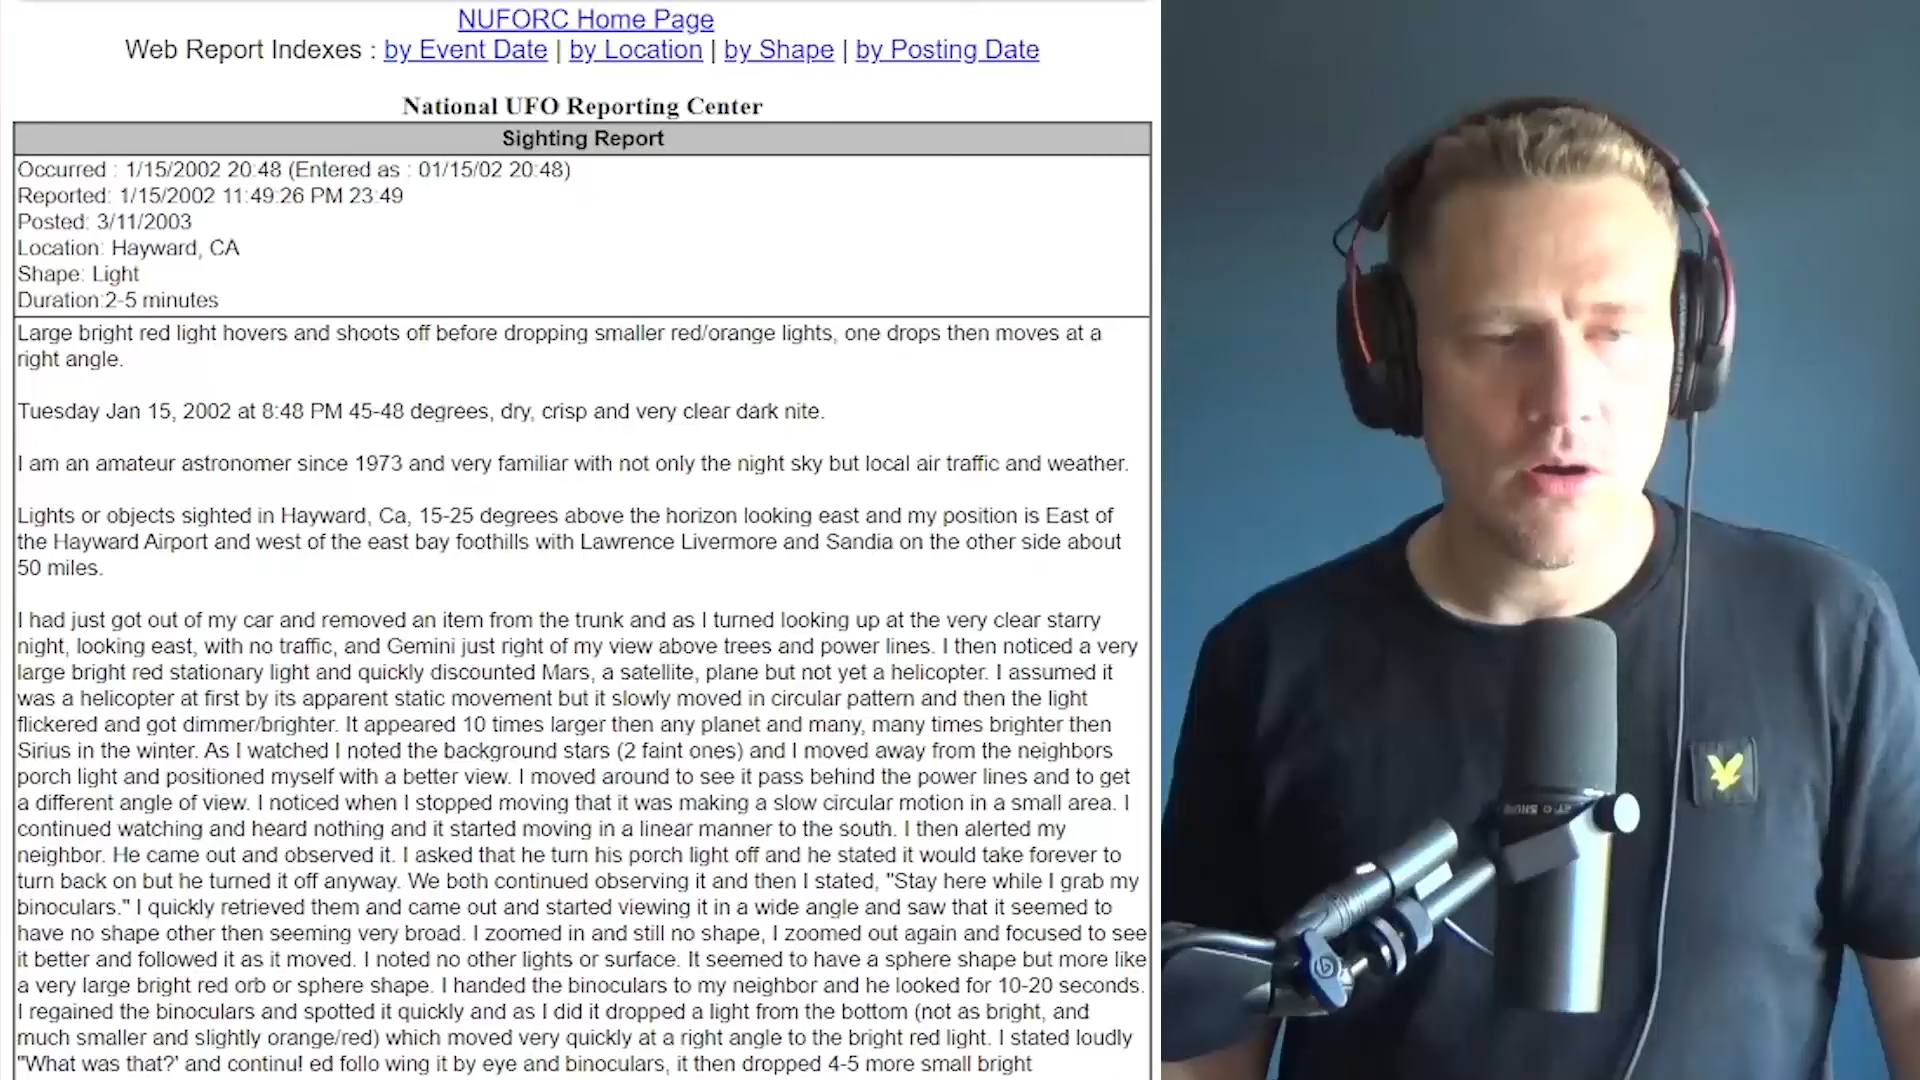 NUFORC Home Page
Web Report Indexes : by Event Date | by Location | by Shape | by Posting Date
National UFO Reporting Center
Sighting Report
Occurred : 1/15/2002 20:48 (Entered as : 01/15/02 20:48)
Reported: 1/15/2002 11:49:26 PM 23:49
Posted: 3/11/2003
Location: Hayward, CA
Shape: Light
Duration:2-5 minutes
Large bright red light hovers and shoots off before dropping smaller red/orange lights, one drops then moves at a
right angle.
Tuesday Jan 15, 2002 at 8:48 PM 45-48 degrees, dry, crisp and very clear dark nite.
I am an amateur astronomer since 1973 and very familiar with not only the night sky but local air traffic and weather.
Lights or objects sighted in Hayward, Ca, 15-25 degrees above the horizon looking east and my position is East of
the Hayward Airport and west of the east bay foothills with Lawrence Livermore and Sandia on the other side about
50 miles.
I had just got out of my car and removed an item from the trunk and as I turned looking up at the very clear starry
night, looking east, with no traffic, and Gemini just right of my view above trees and power lines. I then noticed a very
large bright red stationary light and quickly discounted Mars, a satellite, plane but not yet a helicopter. I assumed it
was a helicopter at first by its apparent static movement but it slowly moved in circular pattern and then the light
flickered and got dimmer/brighter. It appeared 10 times larger then any planet and many, many times brighter then
Sirius in the winter. As I watched I noted the background stars (2 faint ones) and I moved away from the neighbors
porch light and positioned myself with a better view. I moved around to see it pass behind the power lines and to get
a different angle of view. I noticed when I stopped moving that it was making a slow circular motion in a small area. I
continued watching and heard nothing and it started moving in a linear manner to the south. I then alerted my
neighbor. He came out and observed it. I asked that he turn his porch light off and he stated it would take forever to
turn back on but he turned it off anyway. We both continued observing it and then I stated, "Stay here while I grab my
binoculars." I quickly retrieved them and came out and started viewing it in a wide angle and saw that it seemed to
have no shape other then seeming very broad. I zoomed in and still no shape, I zoomed out again and focused to see
it better and followed it as it moved. I noted no other lights or surface. It seemed to have a sphere shape but more like
a very large bright red orb or sphere shape. I handed the binoculars to my neighbor and he looked for 10-20 seconds.
I regained the binoculars and spotted it quickly and as I did it dropped a light from the bottom (not as bright, and
much smaller and slightly orange/red) which moved very quickly at a right angle to the bright red light. I stated loudly
"What was that?' and continu! ed follo wing it by eye and binoculars, it then dropped 4-5 more small bright